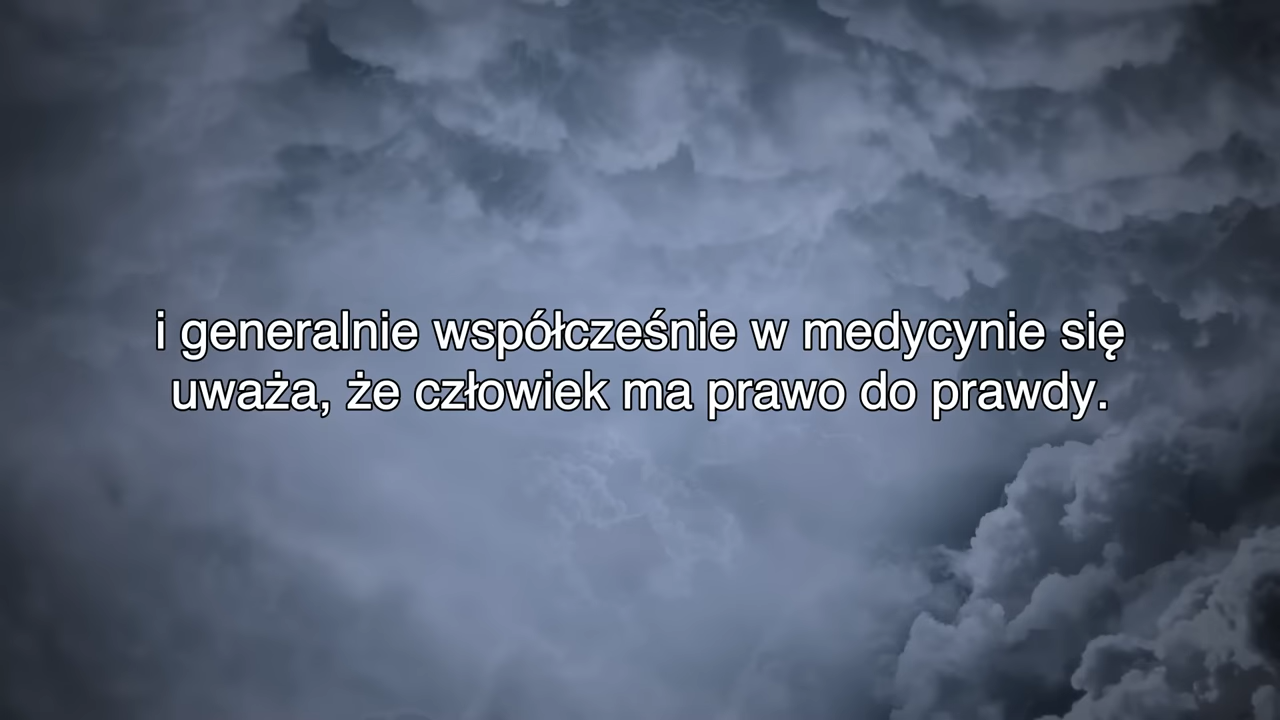 i generalnie współcześnie w medycynie się
uważa, że człowiek ma prawo do prawdy.